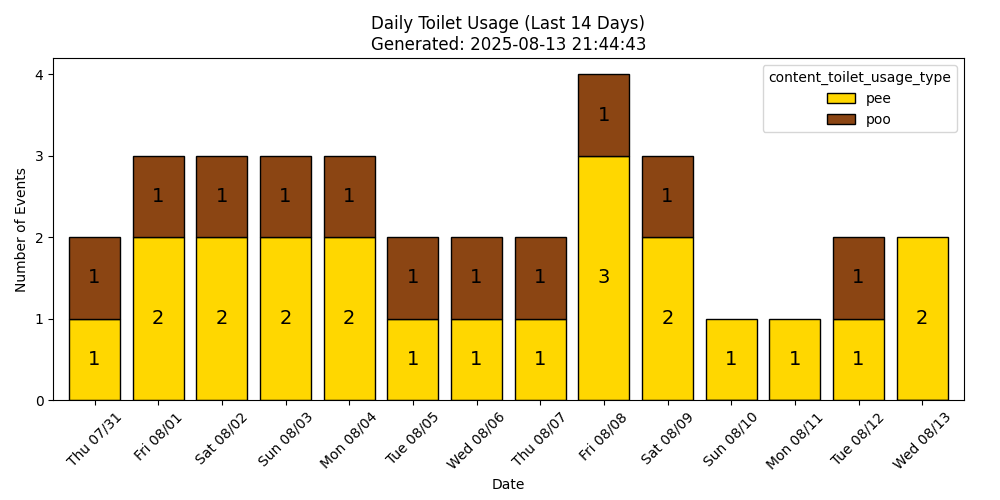 Daily Toilet Usage (Last 14 Days)
Generated: 2025-08-13 21:44:43
content_toilet_usage_type
pee
poo
Number of Events
4
3
2
1
0
1 1 1 1 1 1 1 1 1 1 1
1 2 2 2 2 1 1 1 3 2 1 1 1 2
Thu 07/31 Fri 08/01 Sat 08/02 Sun 08/03 Mon 08/04 Tue 08/05 Wed 08/06 Thu 08/07 Fri 08/08 Sat 08/09 Sun 08/10 Mon 08/11 Tue 08/12 Wed 08/13
Date